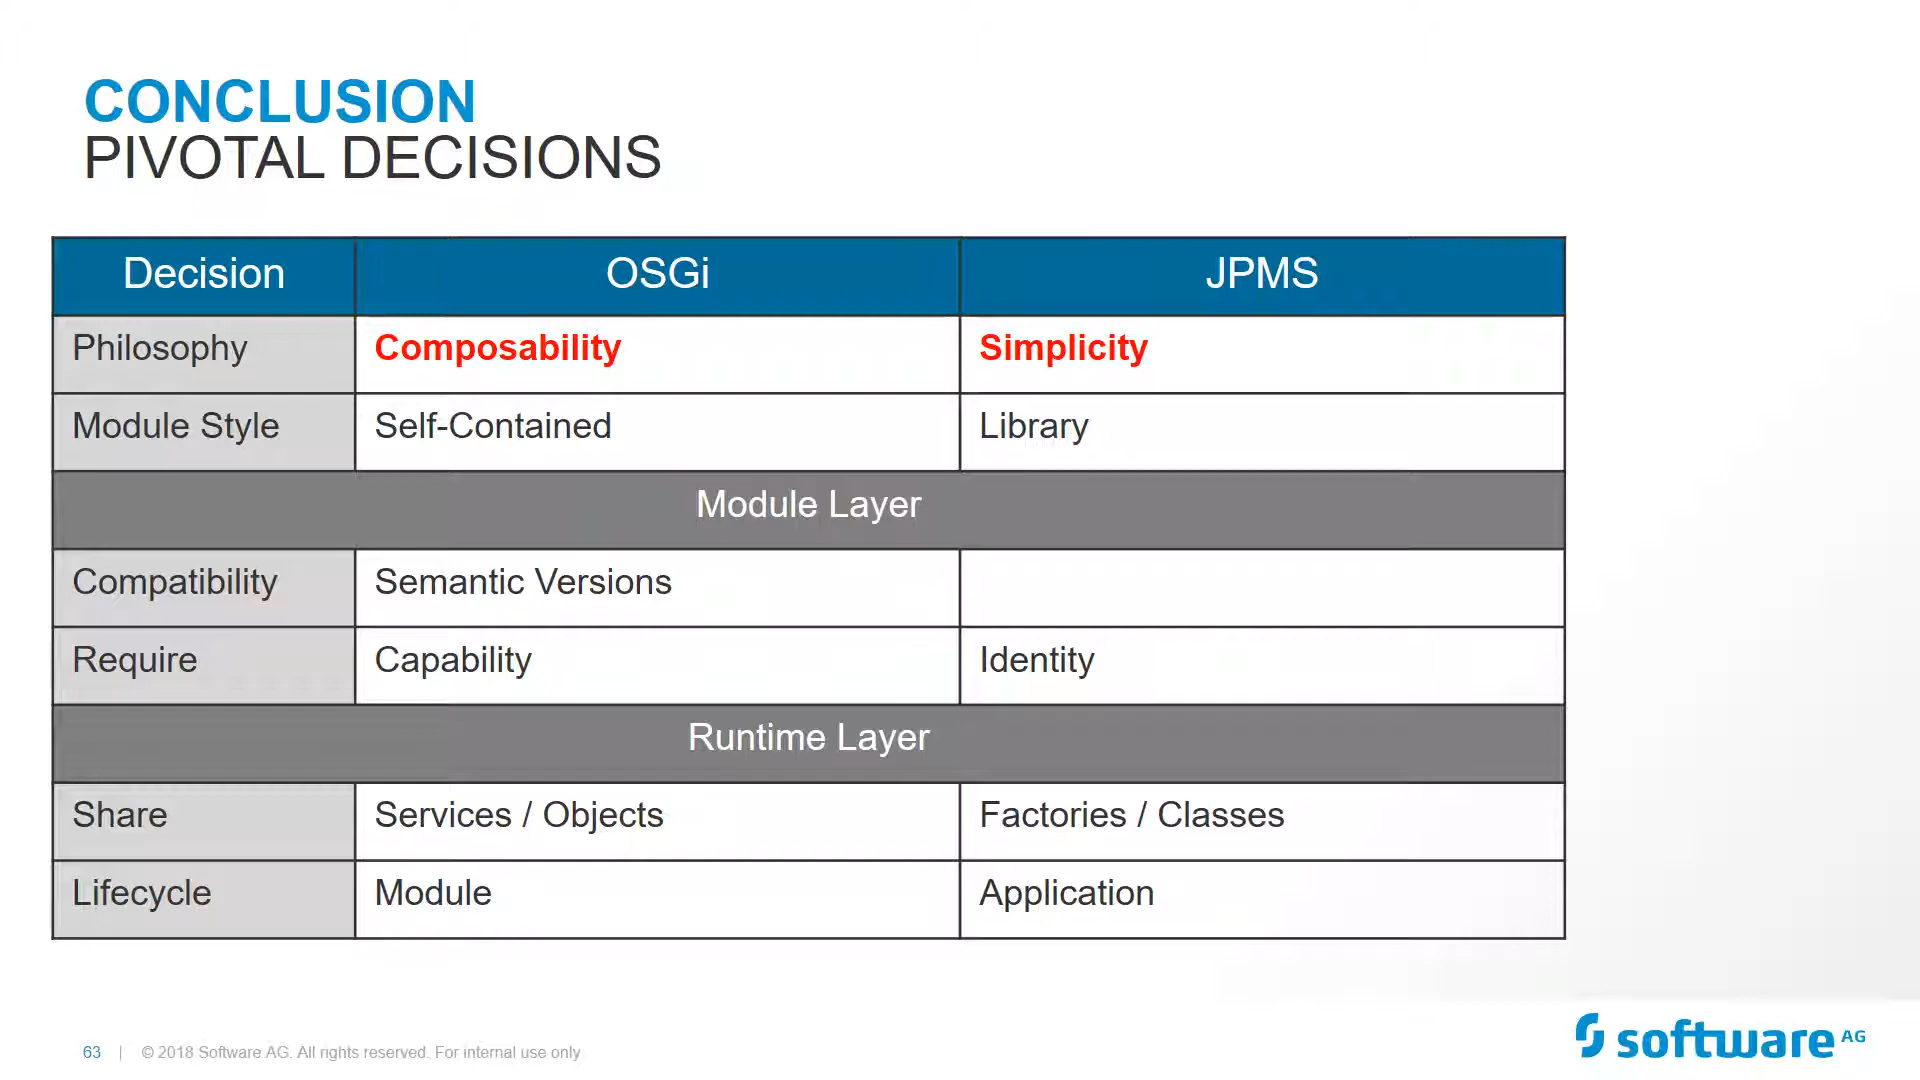 CONCLUSION
PIVOTAL DECISIONS
Decision OSGi JPMS
Philosophy Composability Simplicity
Module Style Self-Contained Library
Module Layer
Compatibility Semantic Versions
Require Capability Identity
Runtime Layer
Share Services / Objects Factories / Classes
Lifecycle Module Application
63 | © 2018 Software AG. All rights reserved. For internal use only
software AG